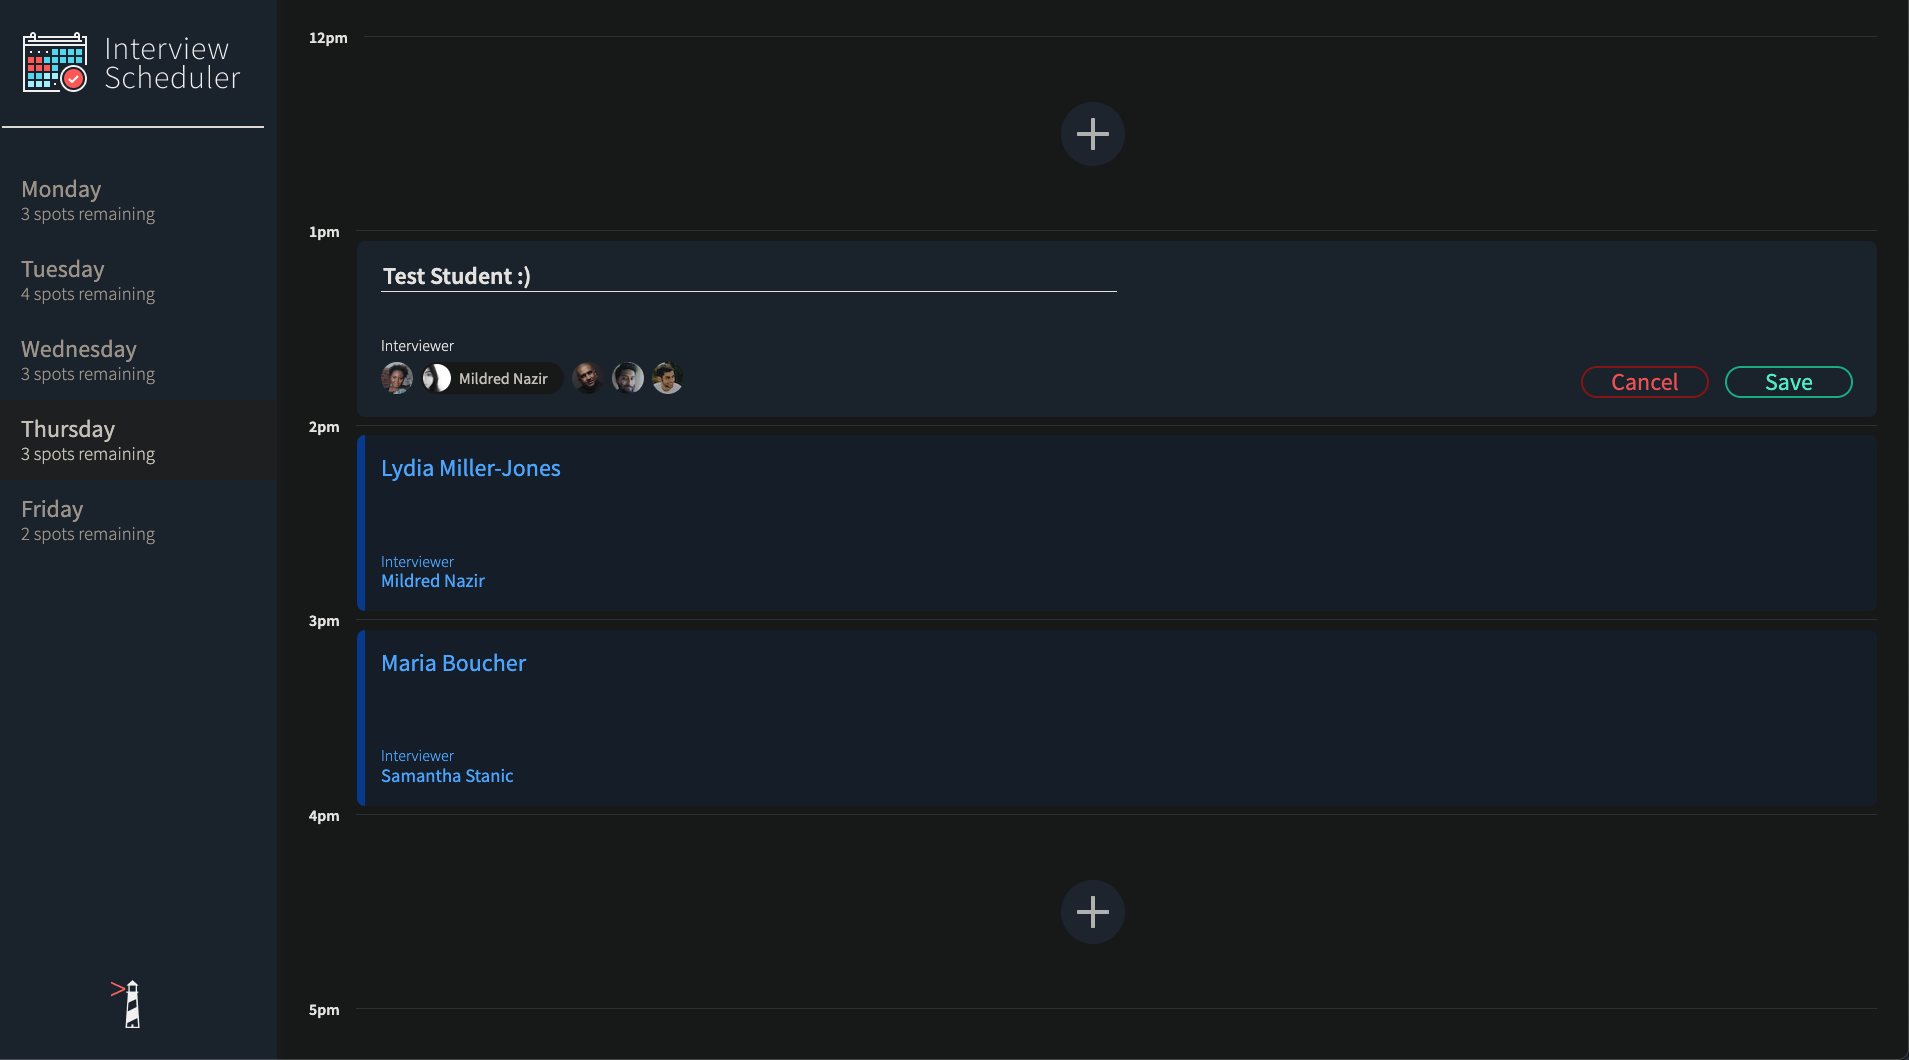 Interview
Scheduler
Monday
3 spots remaining
Tuesday
4 spots remaining
Wednesday
3 spots remaining
Thursday
3 spots remaining
Friday
2 spots remaining
12pm
1pm
Test Student :)
Interviewer
Mildred Nazir
Cancel
Save
2pm
Lydia Miller-Jones
Interviewer
Mildred Nazir
3pm
Maria Boucher
Interviewer
Samantha Stanic
4pm
5pm